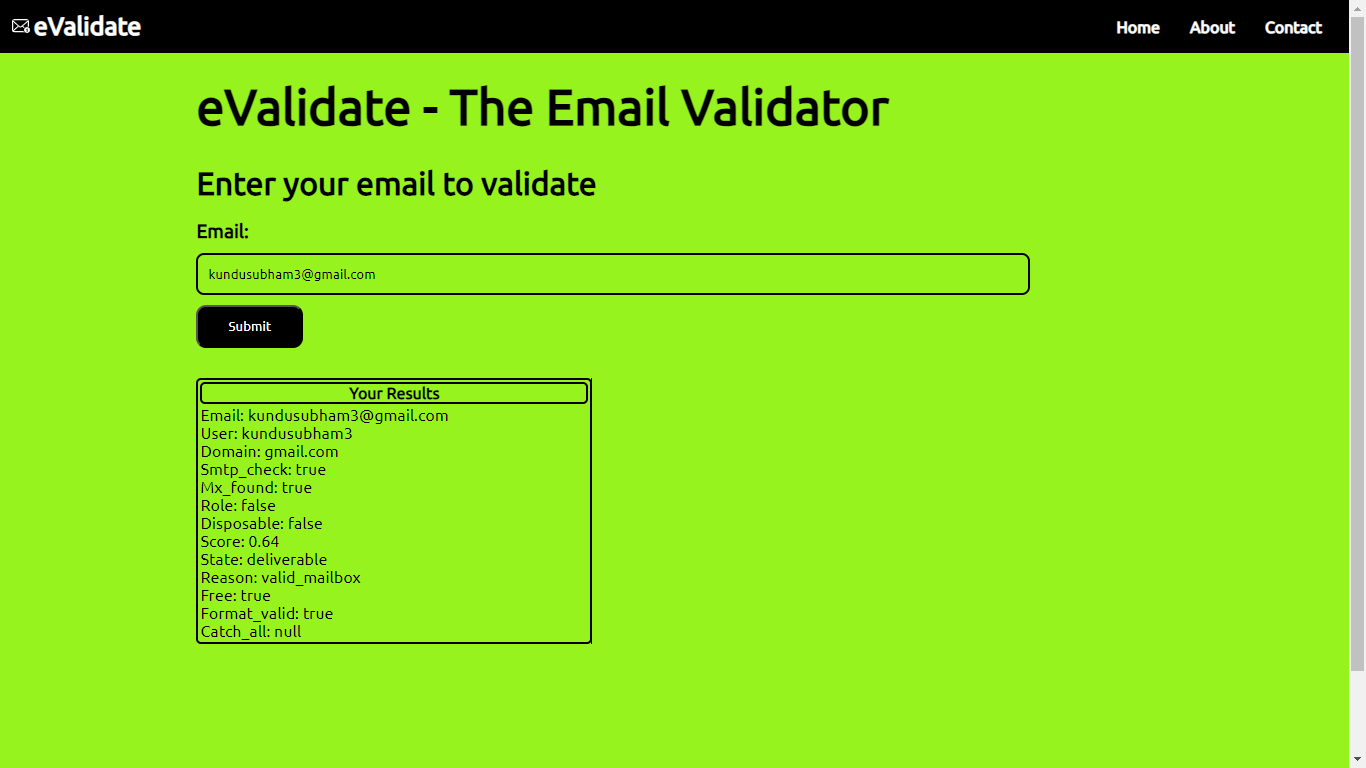 eValidate
Home About Contact
eValidate - The Email Validator
Enter your email to validate
Email:
kundusubham3@gmail.com
Submit
Your Results
Email: kundusubham3@gmail.com
User: kundusubham3
Domain: gmail.com
Smtp_check: true
Mx_found: true
Role: false
Disposable: false
Score: 0.64
State: deliverable
Reason: valid_mailbox
Free: true
Format_valid: true
Catch_all: null